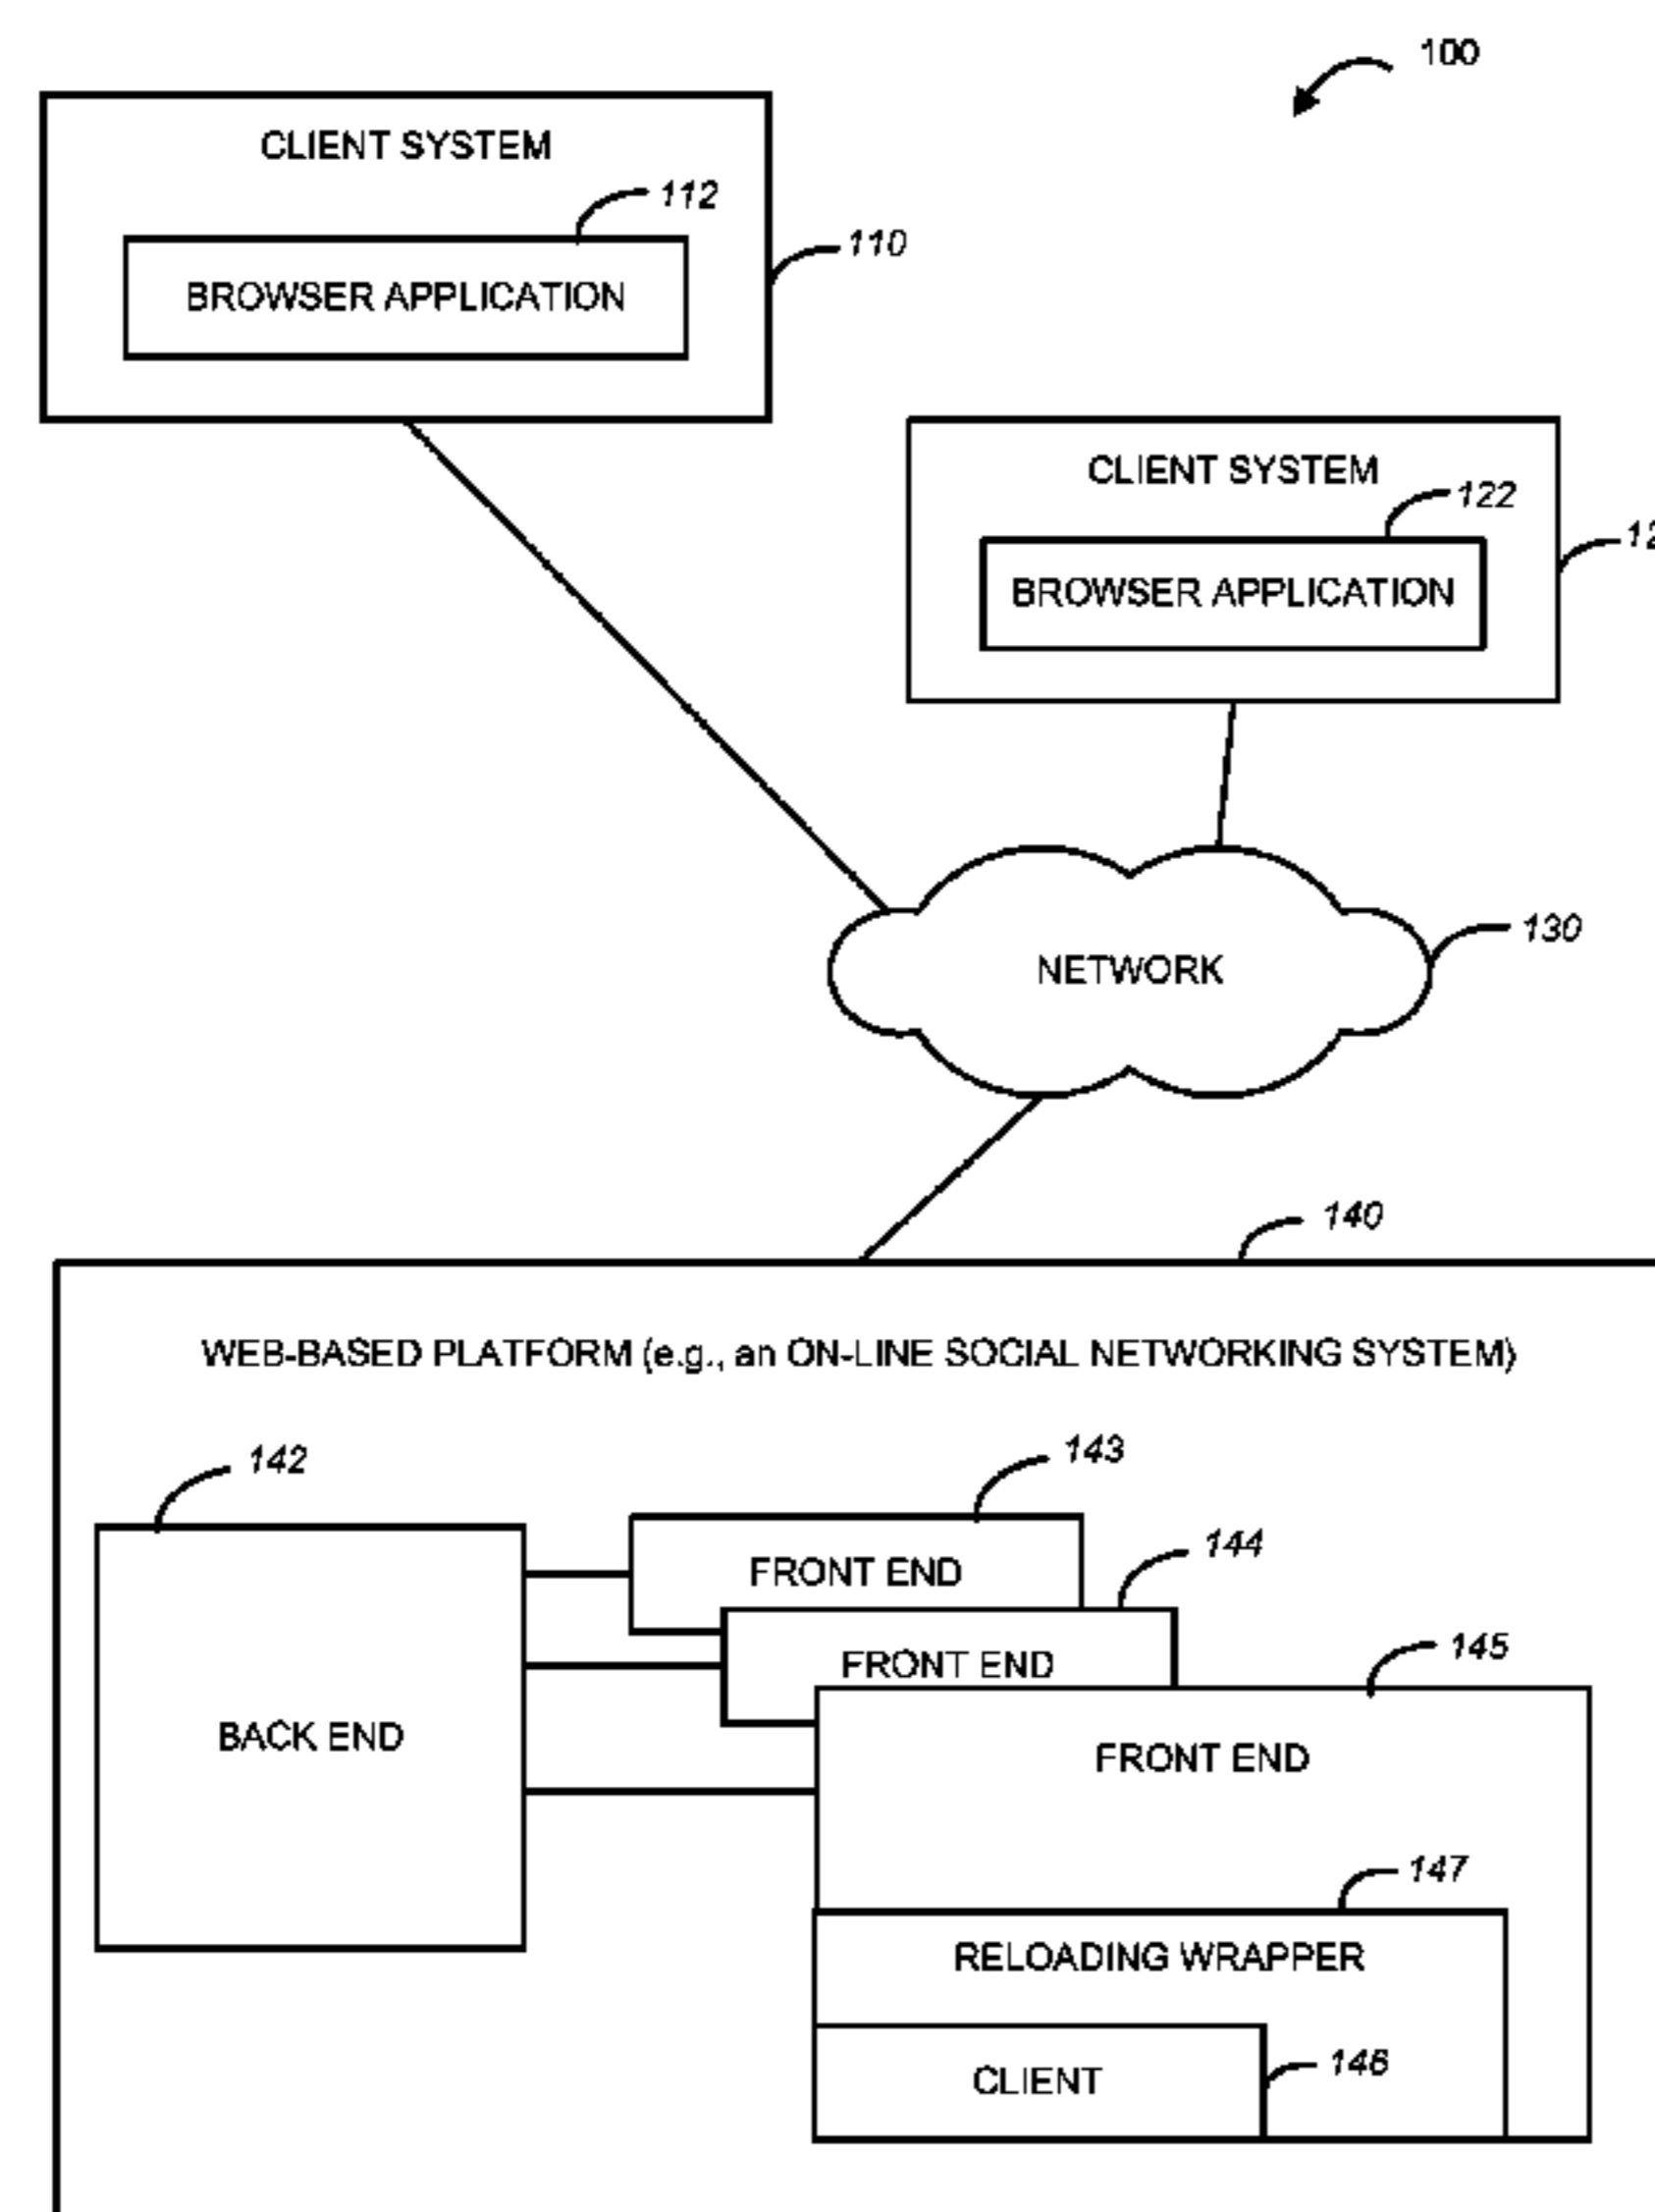 100
CLIENT SYSTEM
112
110
BROWSER APPLICATION
CLIENT SYSTEM
122
BROWSER APPLICATION
130
NETWORK
140
WEB-BASED PLATFORM (e.g., an ON-LINE SOCIAL NETWORKING SYSTEM)
142
143
144
FRONT END
145
FRONT END
BACK END
FRONT END
147
RELOADING WRAPPER
146
CLIENT